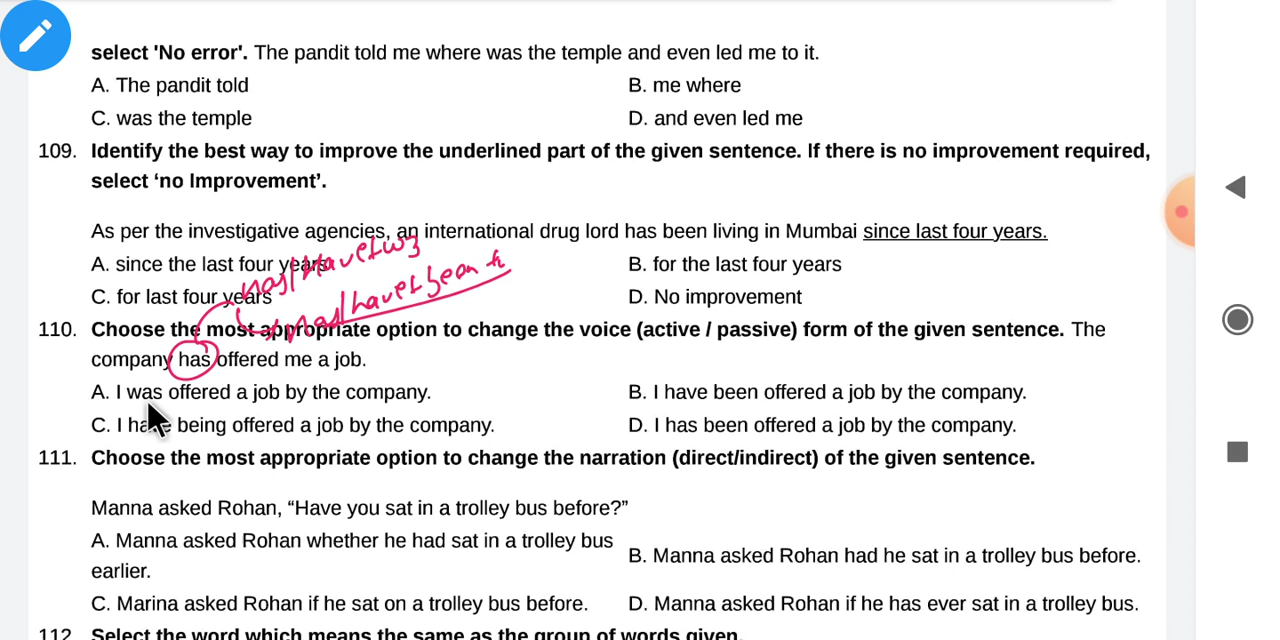 select 'No error'. The pandit told me where was the temple and even led me to it.
A. The pandit told
B. me where
C. was the temple
D. and even led me
109. Identify the best way to improve the underlined part of the given sentence. If there is no improvement required,
select ‘no Improvement’.
As per the investigative agencies, an international drug lord has been living in Mumbai since last four years.
A. since the last four years
B. for the last four years
C. for last four years
D. No improvement
has/Have+V3
has/have+been+
110. Choose the most appropriate option to change the voice (active / passive) form of the given sentence. The
company has offered me a job.
A. I was offered a job by the company.
B. I have been offered a job by the company.
C. I have being offered a job by the company.
D. I has been offered a job by the company.
111. Choose the most appropriate option to change the narration (direct/indirect) of the given sentence.
Manna asked Rohan, “Have you sat in a trolley bus before?”
A. Manna asked Rohan whether he had sat in a trolley bus
earlier.
B. Manna asked Rohan had he sat in a trolley bus before.
C. Marina asked Rohan if he sat on a trolley bus before.
D. Manna asked Rohan if he has ever sat in a trolley bus.
112. Select the word which means the same as the group of words given.